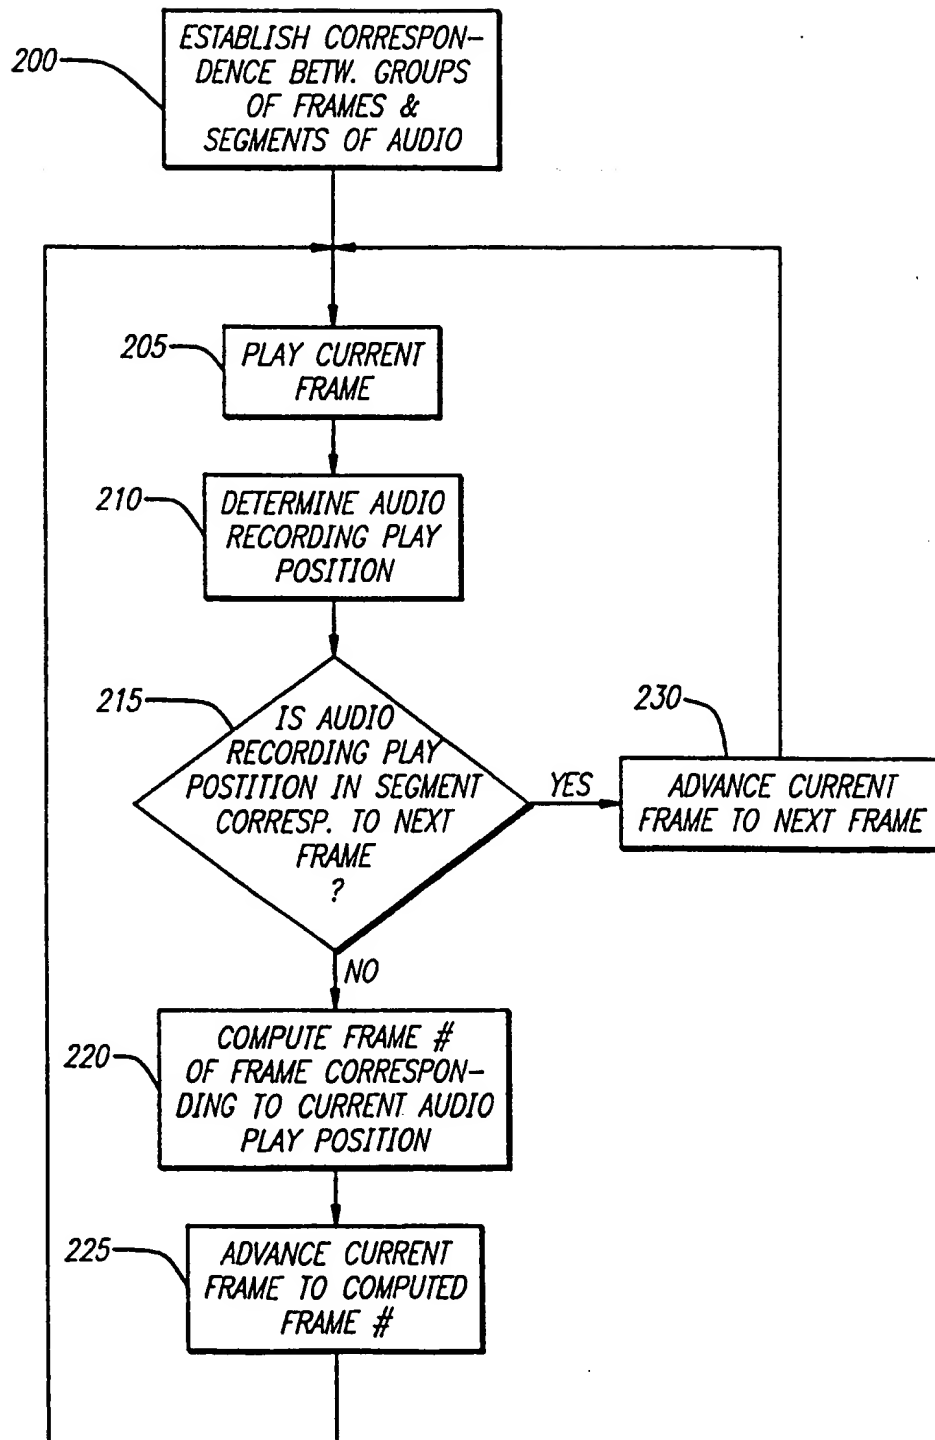 200
ESTABLISH CORRESPON-
DENCE BETW. GROUPS
OF FRAMES &
SEGMENTS OF AUDIO
205
PLAY CURRENT
FRAME
210
DETERMINE AUDIO
RECORDING PLAY
POSITION
215
IS AUDIO
RECORDING PLAY
POSTITION IN SEGMENT
CORRESP. TO NEXT
FRAME
?
YES
230
ADVANCE CURRENT
FRAME TO NEXT FRAME
NO
220
COMPUTE FRAME #
OF FRAME CORRESPON-
DING TO CURRENT AUDIO
PLAY POSITION
225
ADVANCE CURRENT
FRAME TO COMPUTED
FRAME #